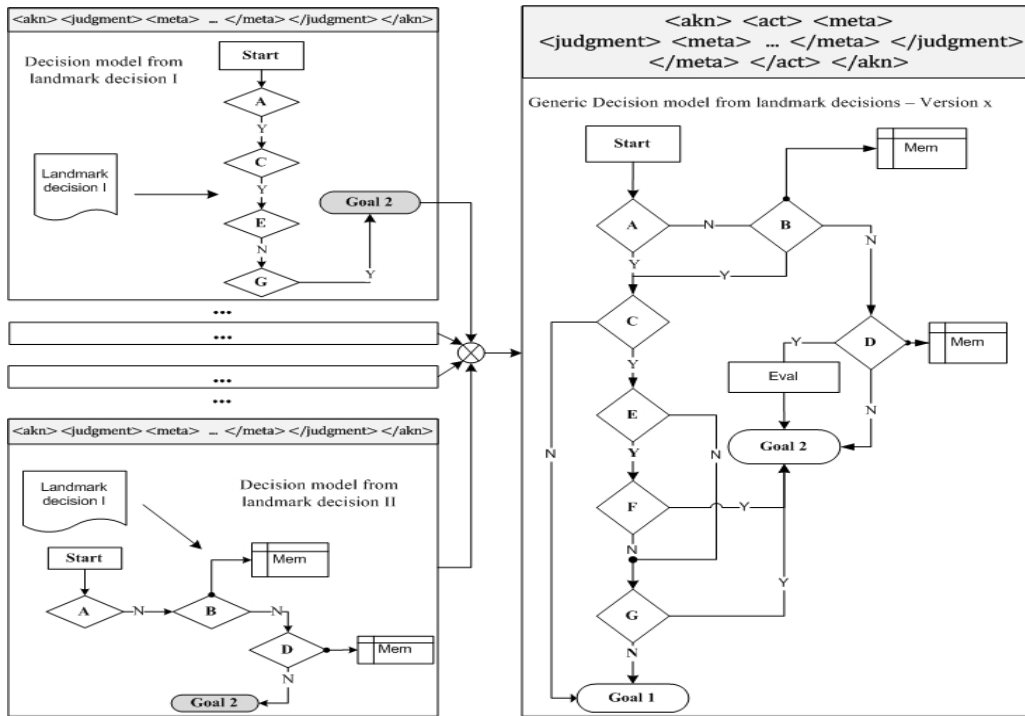 <akn> <judgment> <meta> ... </meta> </judgment> </akn>
Decision model from
landmark decision I
Start
A
Y
C
Y
E
N
G
Y
Goal 2
Landmark
decision I
...
...
...
...
<akn> <judgment> <meta> ... </meta> </judgment> </akn>
Landmark
decision I
Decision model from
landmark decision II
Start
A
N
B
Mem
N
D
Mem
N
Goal 2
<akn> <act> <meta>
<judgment> <meta> ... </meta> </judgment>
</meta> </act> </akn>
Generic Decision model from landmark decisions – Version x
Start
Mem
A
N
B
Y
Y
N
C
D
Mem
Y
Y
Eval
N
E
Goal 2
N
Y
N
F
Y
N
G
Y
N
Goal 1